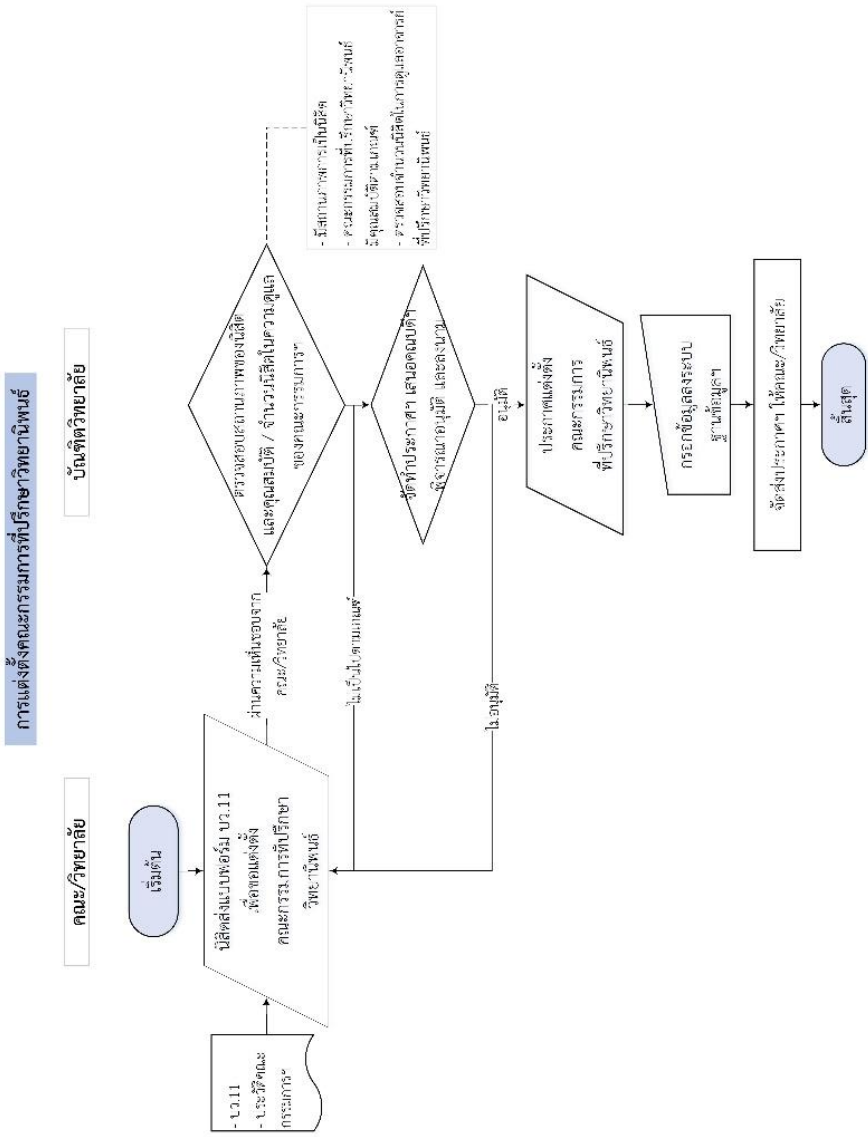 การแต่งตั้งคณะกรรมการที่ปรึกษาวิทยานิพนธ์
คณะ/วิทยาลัย
บัณฑิตวิทยาลัย
เริ่มต้น
- บว.11
- ประวัติคณะ
กรรมการฯ
นิสิตส่งแบบฟอร์ม บว.11
เพื่อขอแต่งตั้ง
คณะกรรมการที่ปรึกษา
วิทยานิพนธ์
ผ่านความเห็นชอบจาก
คณะ/วิทยาลัย
ตรวจสอบสถานภาพของนิสิต
และคุณสมบัติ / จำนวนนิสิตในความดูแล
ของคณะกรรมการฯ
- มีสถานภาพการเป็นนิสิต
- คณะกรรมการที่ปรึกษาวิทยานิพนธ์
มีคุณสมบัติตามเกณฑ์
- ตรวจสอบจำนวนนิสิตในการดูแลอาจารย์
ที่ปรึกษาวิทยานิพนธ์
ไม่เป็นไปตามเกณฑ์
จัดทำประกาศฯ เสนอคณบดีฯ
พิจารณาอนุมัติ และลงนาม
ไม่อนุมัติ
อนุมัติ
ประกาศแต่งตั้ง
คณะกรรมการ
ที่ปรึกษาวิทยานิพนธ์
กรอกข้อมูลลงระบบ
ฐานข้อมูลฯ
จัดส่งประกาศฯ ให้คณะ/วิทยาลัย
สิ้นสุด